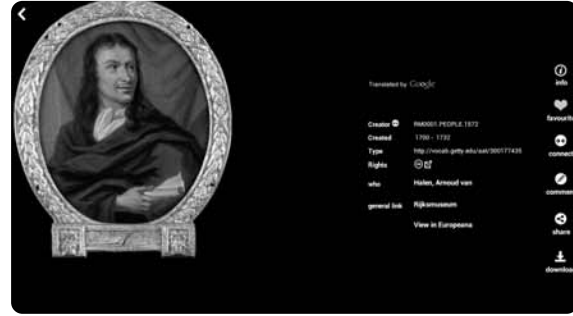 Translated by Google
Creator RM0001.PEOPLE.1572
Created 1700 - 1732
Type http://vocab.getty.edu/aat/300177435
Rights
who Halen, Arnoud van
general link Rijksmuseum
View in Europeana
info
favourite
connect
comment
share
download